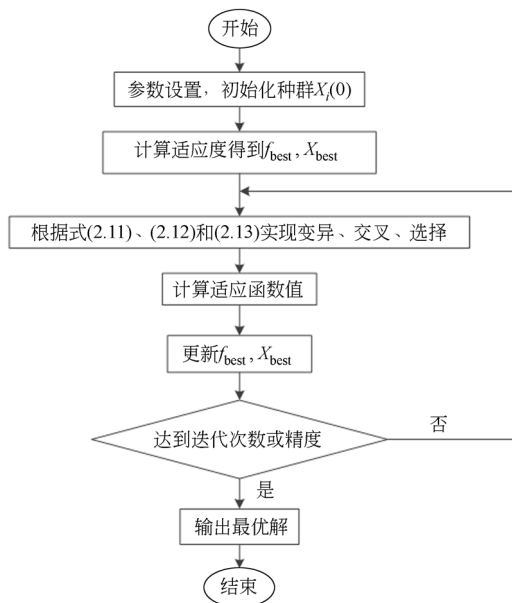 开始
参数设置，初始化种群Xᵢ(0)
计算适应度得到f_best, X_best
根据式(2.11)、(2.12)和(2.13)实现变异、交叉、选择
计算适应函数值
更新f_best, X_best
达到迭代次数或精度
否
是
输出最优解
结束